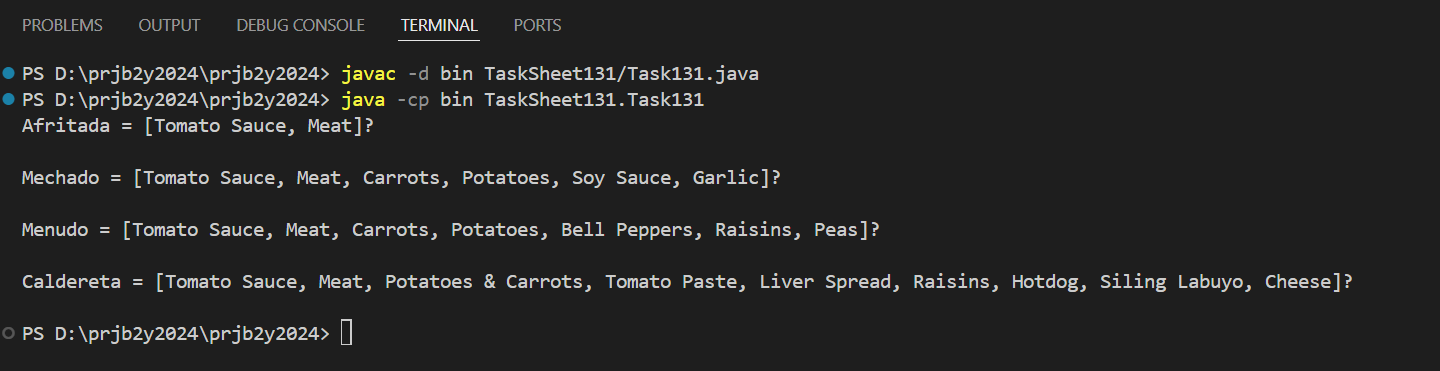 PROBLEMS OUTPUT DEBUG CONSOLE TERMINAL PORTS
PS D:\prjb2y2024\prjb2y2024> javac -d bin TaskSheet131/Task131.java
PS D:\prjb2y2024\prjb2y2024> java -cp bin TaskSheet131.Task131
Afritada = [Tomato Sauce, Meat]?
Mechado = [Tomato Sauce, Meat, Carrots, Potatoes, Soy Sauce, Garlic]?
Menudo = [Tomato Sauce, Meat, Carrots, Potatoes, Bell Peppers, Raisins, Peas]?
Caldereta = [Tomato Sauce, Meat, Potatoes & Carrots, Tomato Paste, Liver Spread, Raisins, Hotdog, Siling Labuyo, Cheese]?
PS D:\prjb2y2024\prjb2y2024>